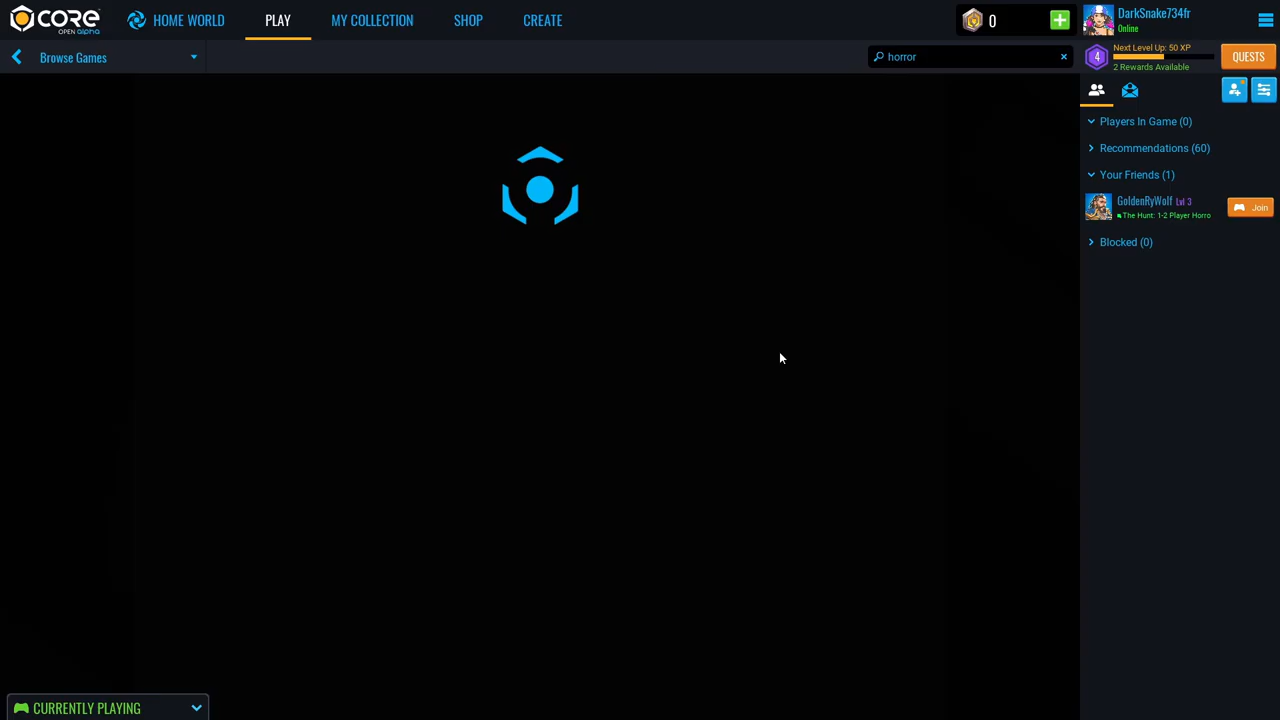 CORE
OPEN alpha
HOME WORLD
PLAY
MY COLLECTION
SHOP
CREATE
0
DarkSnake734fr
Online
Browse Games
horror
4
Next Level Up: 50 XP
2 Rewards Available
QUESTS
Players In Game (0)
Recommendations (60)
Your Friends (1)
GoldenRyWolf Lvl 3
The Hunt: 1-2 Player Horro
Join
Blocked (0)
CURRENTLY PLAYING